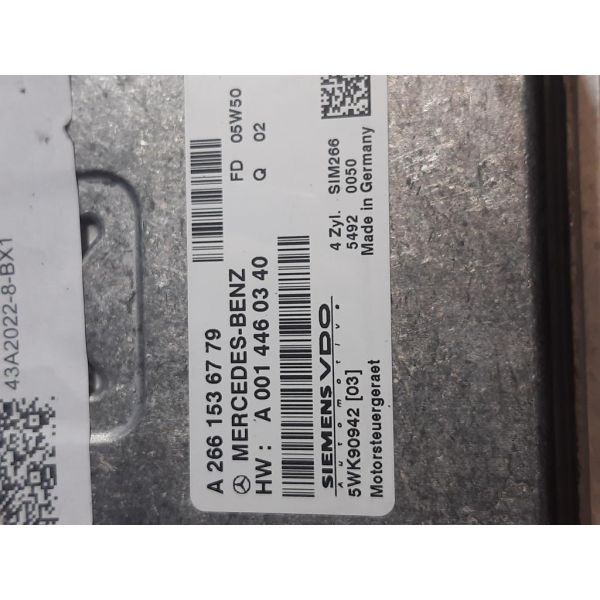 43A2022-8-BX1
A 266 153 67 79
MERCEDES-BENZ
HW : A 001 446 03 40
FD 05W50
Q 02
SIEMENS VDO
Automotive
5WK90942 [03]
Motorsteuergeraet
4 Zyl. SIM266
5492 0050
Made in Germany